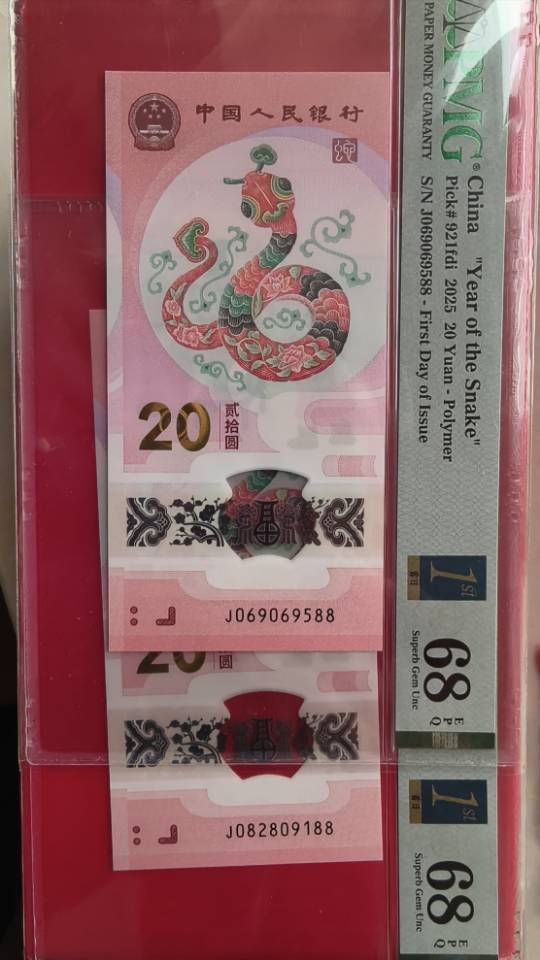 中国人民银行
20
贰拾圆
J069069588
20
圆
J082809188
PMG
PAPER MONEY GUARANTY
®
China "Year of the Snake"
Pick# 921fdi 2025 20 Yuan - Polymer
S/N J069069588 - First Day of Issue
1st
68
EPQ
Superb Gem Unc
1st
68
EPQ
Superb Gem Unc